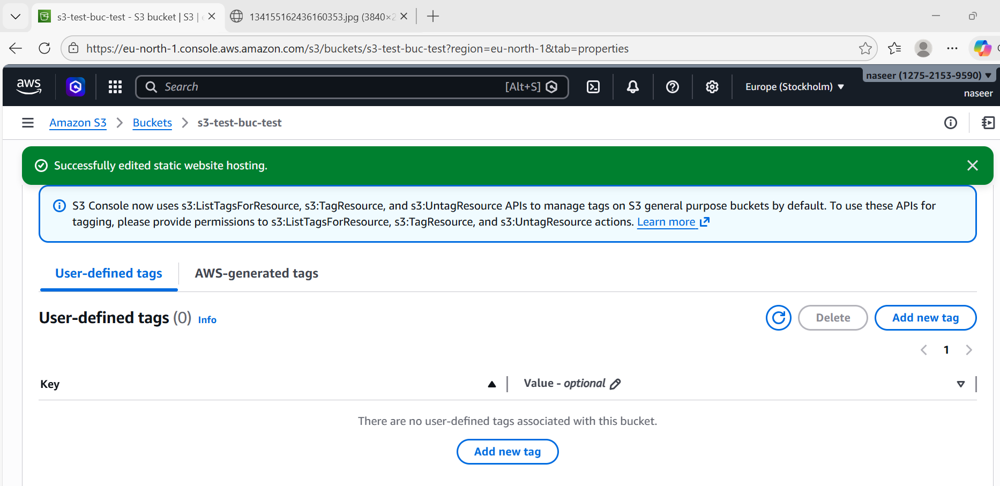 s3-test-buc-test - S3 bucket | S3 |
134155162436160353.jpg (3840×2
https://eu-north-1.console.aws.amazon.com/s3/buckets/s3-test-buc-test?region=eu-north-1&tab=properties
aws
Search
[Alt+S]
Europe (Stockholm)
naseer (1275-2153-9590)
naseer
Amazon S3
Buckets
s3-test-buc-test
Successfully edited static website hosting.
S3 Console now uses s3:ListTagsForResource, s3:TagResource, and s3:UntagResource APIs to manage tags on S3 general purpose buckets by default. To use these APIs for
tagging, please provide permissions to s3:ListTagsForResource, s3:TagResource, and s3:UntagResource actions. Learn more
User-defined tags
AWS-generated tags
User-defined tags (0) Info
Delete
Add new tag
1
Key
Value - optional
There are no user-defined tags associated with this bucket.
Add new tag